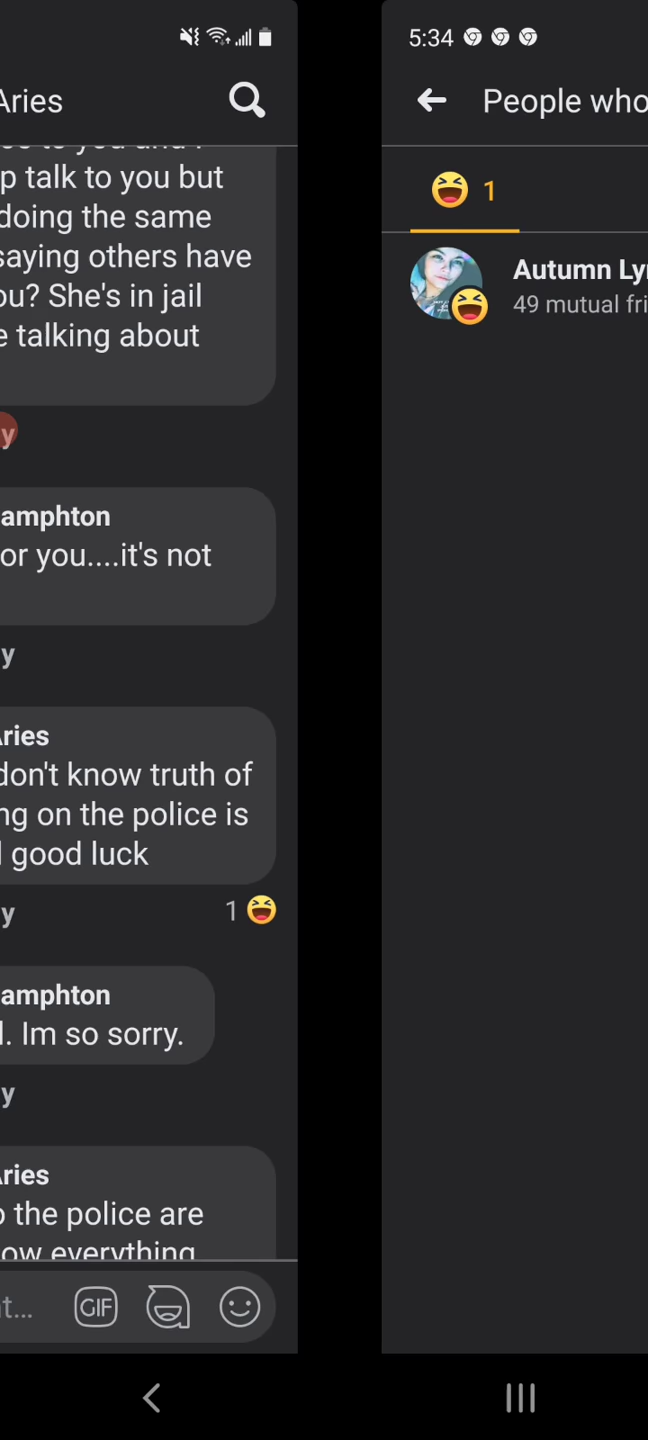 Aries
p talk to you but
doing the same
saying others have
ou? She's in jail
e talking about
y
amphton
or you....it's not
y
Aries
don't know truth of
ng on the police is
l good luck
y
1
amphton
l. Im so sorry.
y
Aries
o the police are
ow everything
t...
GIF
5:34
People who
1
Autumn Lyn
49 mutual fri